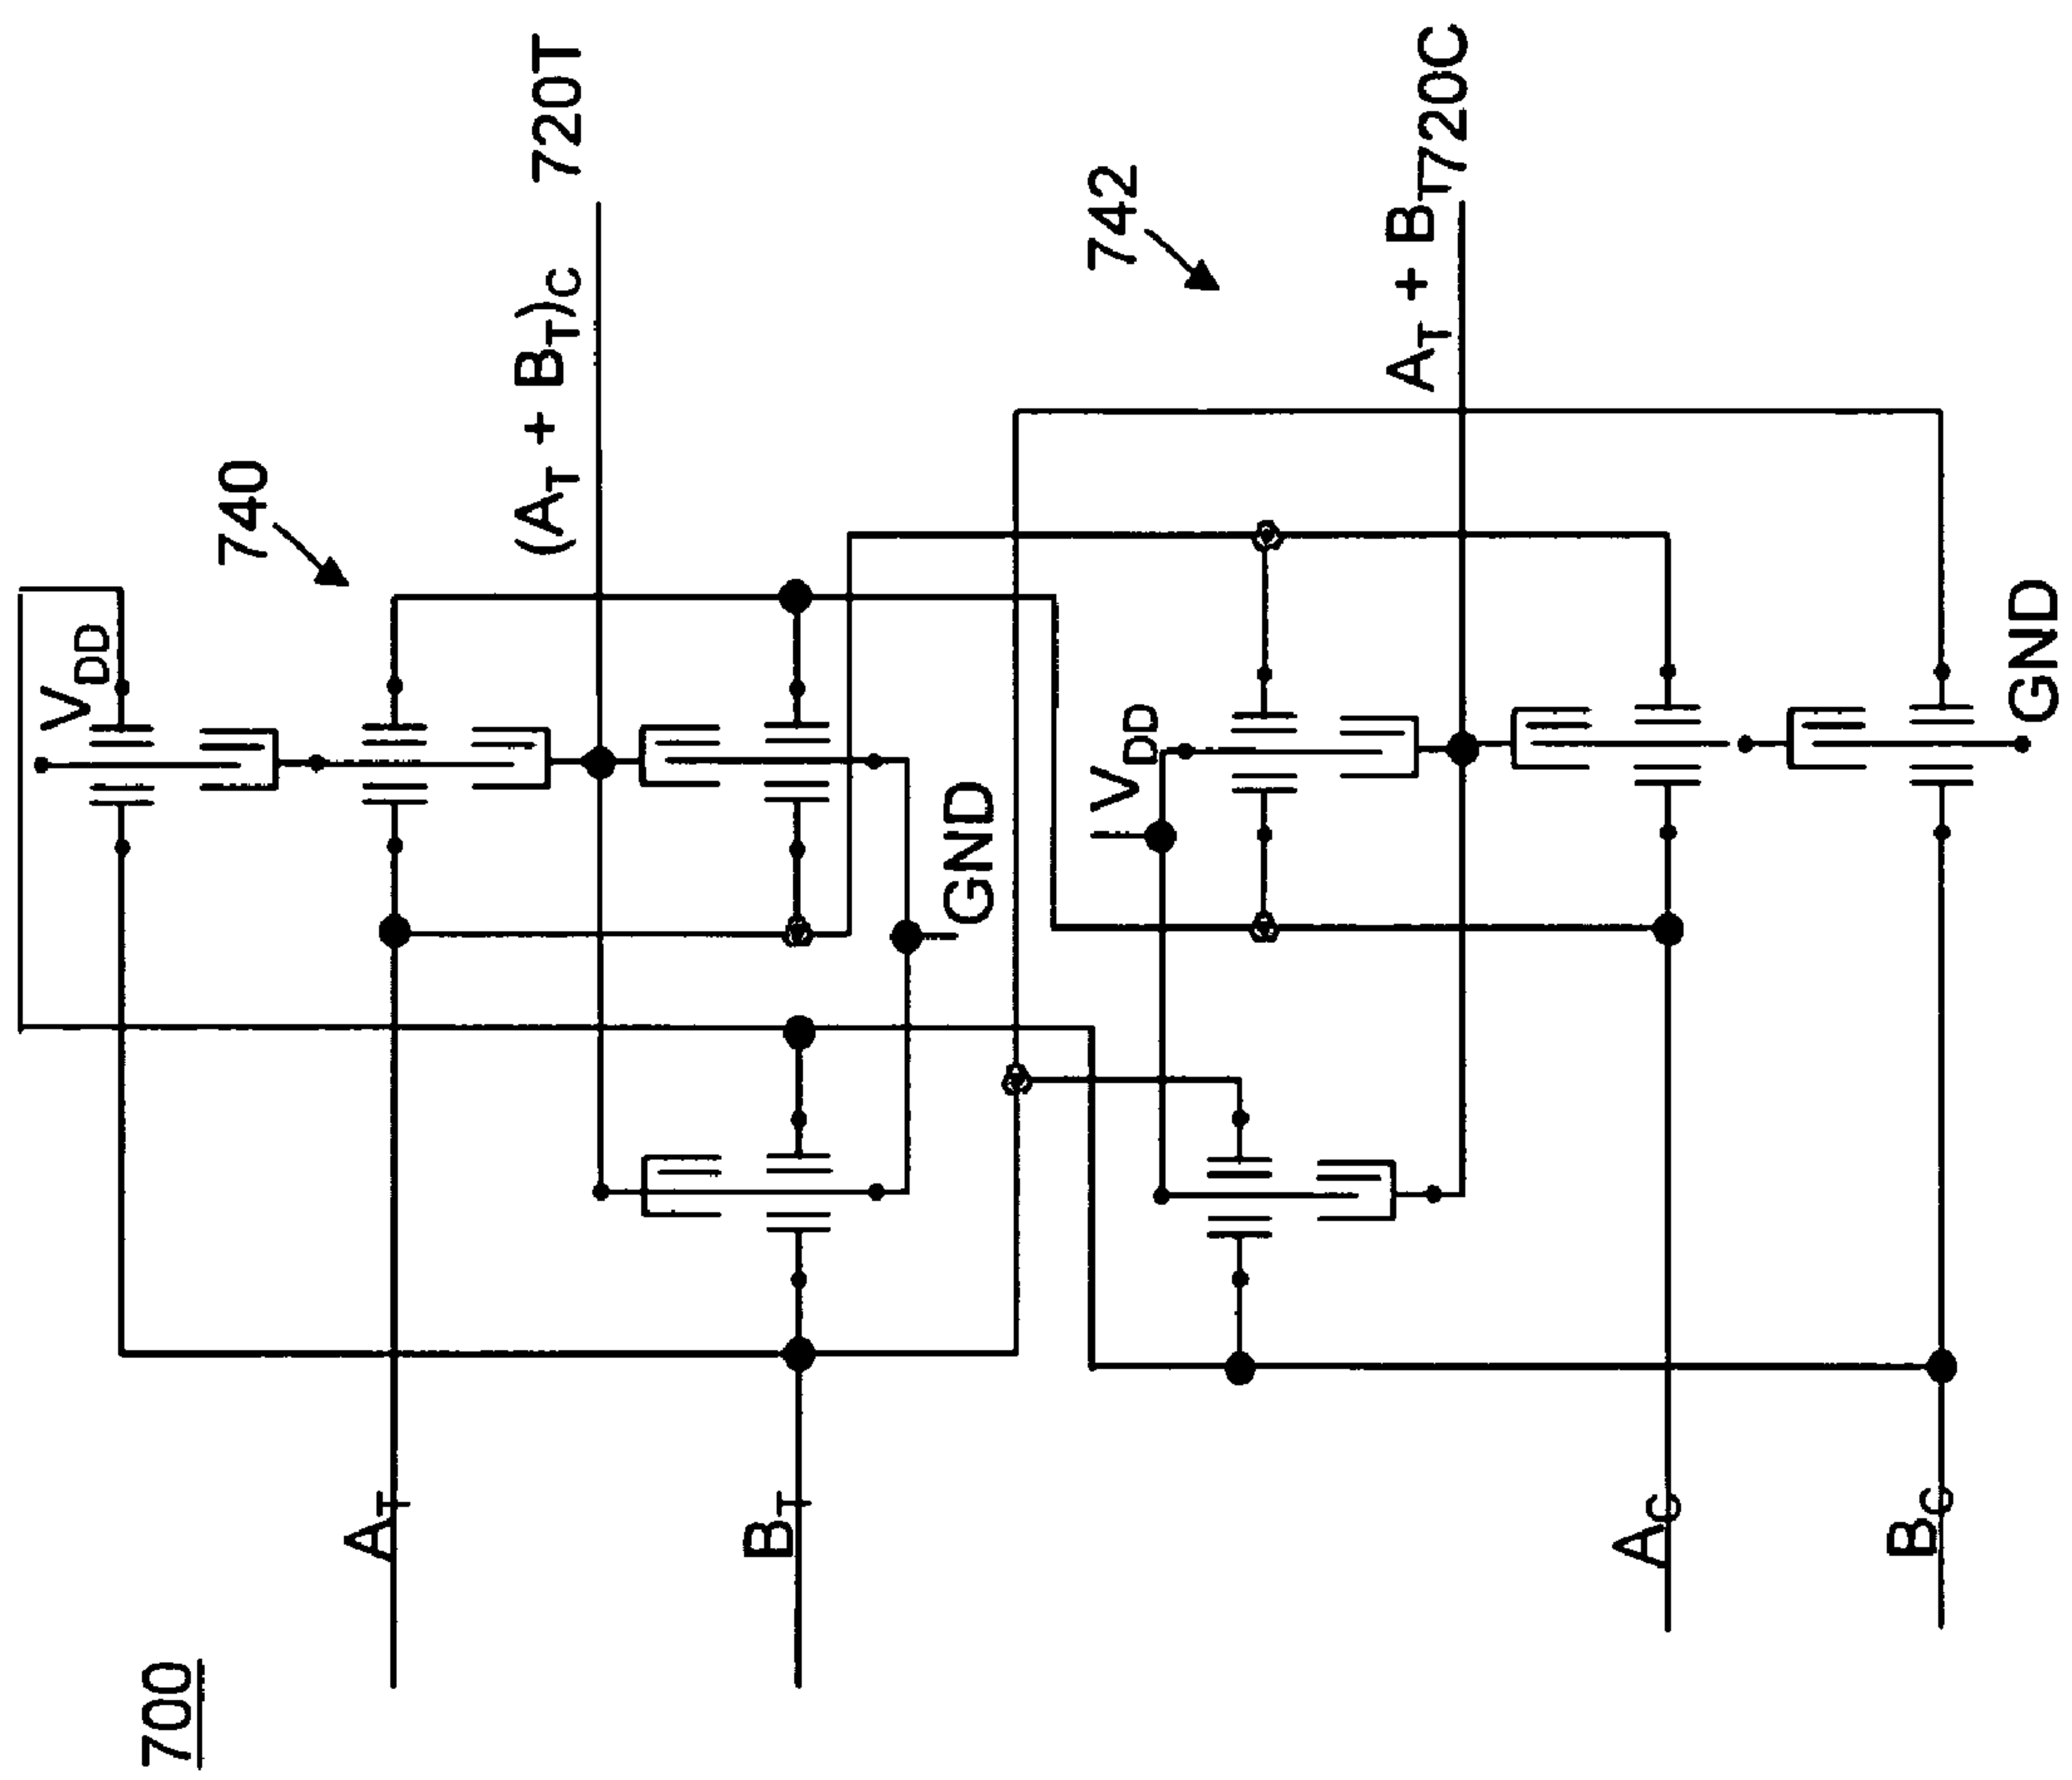 700
A_T
B_T
A_C
B_C
V_DD
740
(A_T + B_T)_C
720T
GND
V_DD
742
A_T + B_T
720C
GND